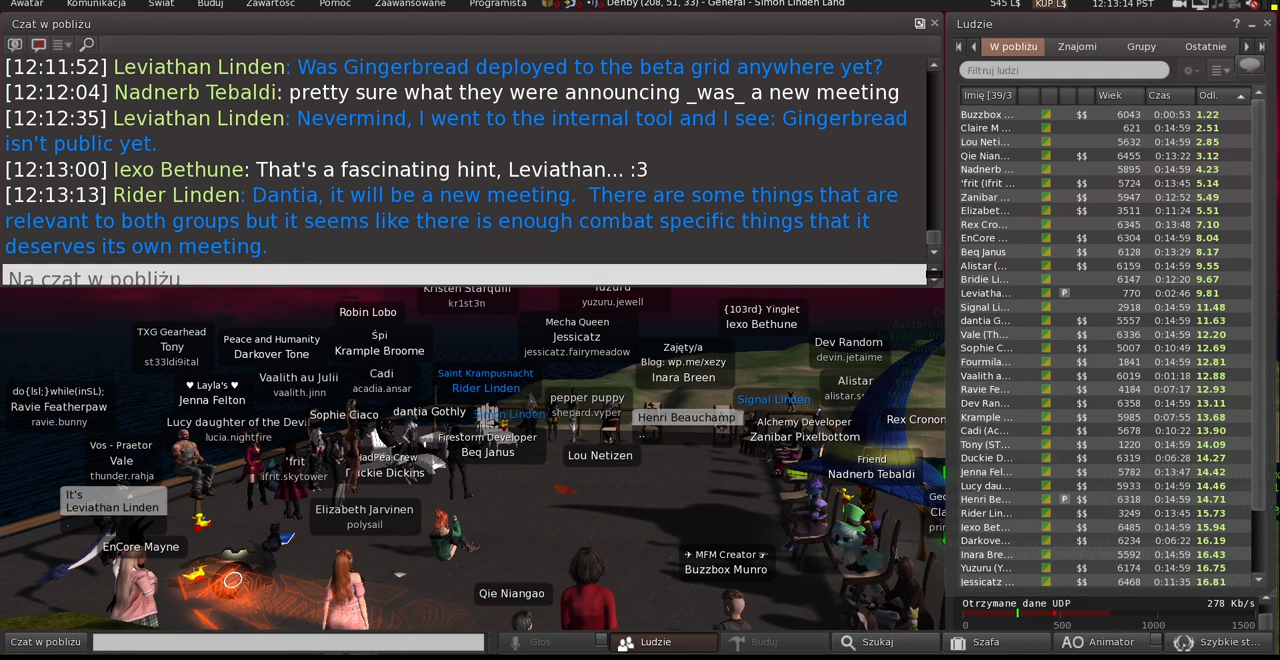 Awatar Komunikacja Świat Buduj Zawartość Pomoc Zaawansowane Programista Denby (208, 51, 33) - General - Simon Linden Land 545 L$ KUP L$ 12:13:14 PST
Czat w pobliżu
[12:11:52] Leviathan Linden: Was Gingerbread deployed to the beta grid anywhere yet?
[12:12:04] Nadnerb Tebaldi: pretty sure what they were announcing _was_ a new meeting
[12:12:35] Leviathan Linden: Nevermind, I went to the internal tool and I see: Gingerbread
isn't public yet.
[12:13:00] Iexo Bethune: That's a fascinating hint, Leviathan... :3
[12:13:13] Rider Linden: Dantia, it will be a new meeting.  There are some things that are
relevant to both groups but it seems like there is enough combat specific things that it
deserves its own meeting.
Na czat w pobliżu
Kristen Starquill
kr1st3n
Yuzuru
yuzuru.jewell
Robin Lobo
{103rd} Yinglet
Iexo Bethune
TXG Gearhead
Tony
st33ldi9ital
Peace and Humanity
Darkover Tone
Śpi
Krample Broome
Mecha Queen
Jessicatz
jessicatz.fairymeadow
Zajęty/a
Blog: wp.me/xezy
Inara Breen
Dev Random
devin.jetaime
do{lsl;}while(inSL);
Ravie Featherpaw
ravie.bunny
♥ Layla's ♥
Jenna Felton
Vaalith au Julii
vaalith.jinn
Cadi
acadia.ansar
Saint Krampusnacht
Rider Linden
pepper puppy
shepard.vyper
Signal Linden
Alistar
Lucy daughter of the Devi
lucia.nightfire
Sophie Ciaco
dantia Gothly
Simon Linden
Henri Beauchamp
..
Alchemy Developer
Zanibar Pixelbottom
Rex Cronon
Vos - Praetor
Vale
thunder.rahja
'frit
ifrit.skytower
Duckie Dickins
Firestorm Developer
Beq Janus
Lou Netizen
Friend
Nadnerb Tebaldi
It's
Leviathan Linden
Elizabeth Jarvinen
polysail
EnCore Mayne
✈ MFM Creator
Buzzbox Munro
Qie Niangao
Ludzie
? _ ×
W pobliżu Znajomi Grupy Ostatnie
Filtruj ludzi
Imię [39/3 Wiek Czas Odl.
Buzzbox ... $$ 6043 0:00:53 1.22
Claire M ... 621 0:14:59 2.51
Lou Neti... 5632 0:14:59 2.85
Qie Nian... $$ 6455 0:13:22 3.12
Nadnerb ... 5895 0:14:59 4.23
'frit (Ifrit ... $$ 5724 0:13:45 5.14
Zanibar ... $$ 5947 0:12:52 5.49
Elizabet... $$ 3511 0:11:24 5.51
Rex Cro... 6345 0:13:48 7.10
EnCore ... $$ 6304 0:14:59 8.04
Beq Janus $$ 6128 0:13:29 8.17
Alistar (... $$ 6159 0:14:59 9.55
Bridie Li... 6147 0:12:20 9.67
Leviatha... P 770 0:02:46 9.81
Signal Li... 2918 0:14:59 11.48
dantia G... $$ 5557 0:14:59 11.63
Vale (Th... $$ 6336 0:14:59 12.20
Sophie C... $$ 5007 0:10:49 12.69
Fourmila... $$ 1841 0:14:59 12.81
Vaalith a... $$ 6019 0:01:18 12.88
Ravie Fe... $$ 4184 0:07:17 12.93
Dev Ran... $$ 6358 0:14:59 13.11
Krample ... $$ 5985 0:07:55 13.68
Cadi (Ac... $$ 5678 0:10:22 13.90
Tony (ST... $$ 1220 0:14:59 14.09
Duckie D... $$ 6319 0:06:28 14.27
Jenna Fel... $$ 5782 0:13:47 14.42
Lucy dau... $$ 5933 0:14:59 14.46
Henri Be... P $$ 6318 0:14:59 14.71
Rider Lin... $$ 3249 0:13:45 15.73
Iexo Bet... $$ 6485 0:14:59 15.94
Darkove... $$ 6234 0:06:22 16.19
Inara Bre... 5592 0:14:59 16.43
Yuzuru (Y... $$ 6174 0:14:59 16.75
Jessicatz ... $$ 6468 0:11:35 16.81
Otrzymane dane UDP 278 Kb/s
0 500 1000 1500
Czat w pobliżu Głos Ludzie Buduj Szukaj Szafa AO Animator Szybkie st...